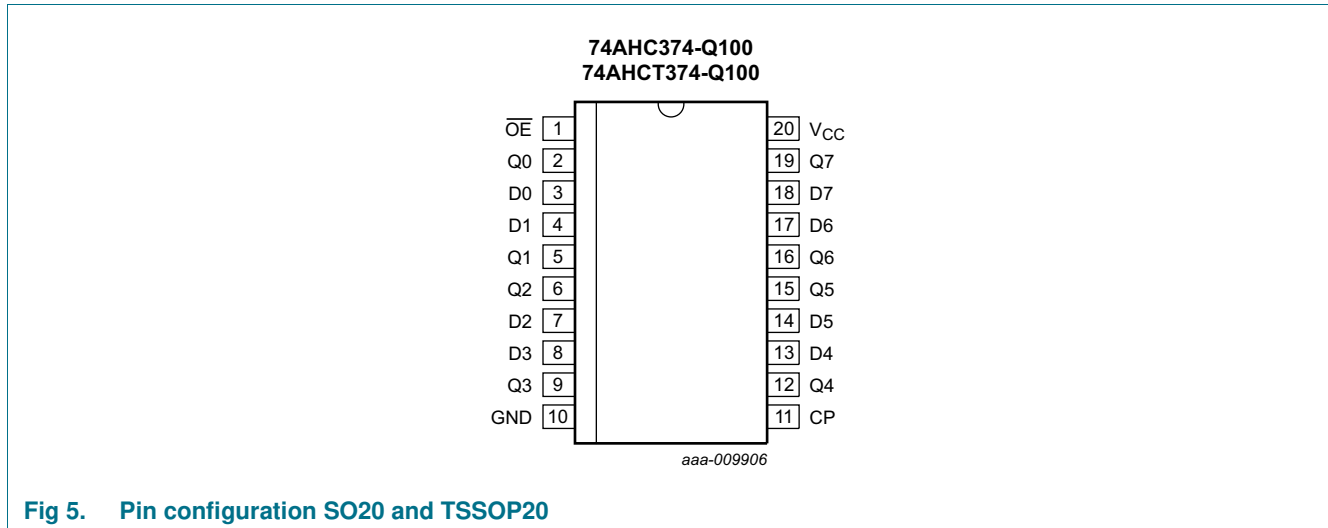 74AHC374-Q100
74AHCT374-Q100
OE 1 20 VCC
Q0 2 19 Q7
D0 3 18 D7
D1 4 17 D6
Q1 5 16 Q6
Q2 6 15 Q5
D2 7 14 D5
D3 8 13 D4
Q3 9 12 Q4
GND 10 11 CP
aaa-009906
Fig 5. Pin configuration SO20 and TSSOP20